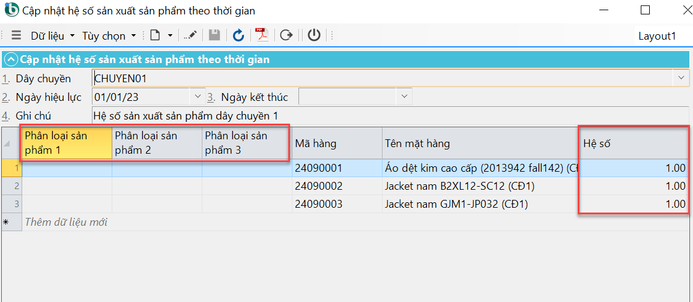 Cập nhật hệ số sản xuất sản phẩm theo thời gian
Dữ liệu Tùy chọn Layout1
Cập nhật hệ số sản xuất sản phẩm theo thời gian
1. Dây chuyền CHUYEN01
2. Ngày hiệu lực 01/01/23 3. Ngày kết thúc
4. Ghi chú Hệ số sản xuất sản phẩm dây chuyền 1
Phân loại sản phẩm 1 Phân loại sản phẩm 2 Phân loại sản phẩm 3 Mã hàng Tên mặt hàng Hệ số
1 24090001 Áo dệt kim cao cấp (2013942 fall142) (CĐ 1.00
2 24090002 Jacket nam B2XL12-SC12 (CĐ1) 1.00
3 24090003 Jacket nam GJM1-JP032 (CĐ1) 1.00
* Thêm dữ liệu mới